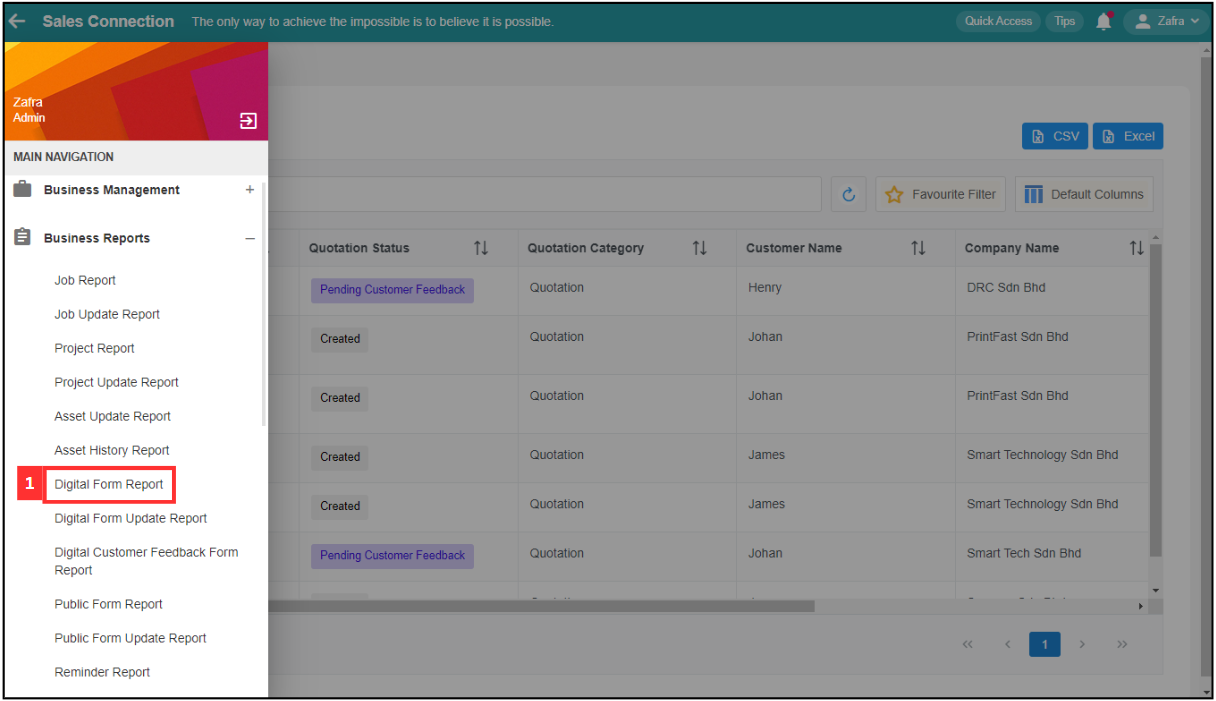 Sales Connection The only way to achieve the impossible is to believe it is possible. Quick Access Tips Zafra
Zafra
Admin
MAIN NAVIGATION
Business Management
Business Reports
Job Report
Job Update Report
Project Report
Project Update Report
Asset Update Report
Asset History Report
1 Digital Form Report
Digital Form Update Report
Digital Customer Feedback Form
Report
Public Form Report
Public Form Update Report
Reminder Report
CSV Excel
Favourite Filter Default Columns
Quotation Status Quotation Category Customer Name Company Name
Pending Customer Feedback Quotation Henry DRC Sdn Bhd
Created Quotation Johan PrintFast Sdn Bhd
Created Quotation Johan PrintFast Sdn Bhd
Created Quotation James Smart Technology Sdn Bhd
Created Quotation James Smart Technology Sdn Bhd
Pending Customer Feedback Quotation Johan Smart Tech Sdn Bhd
1